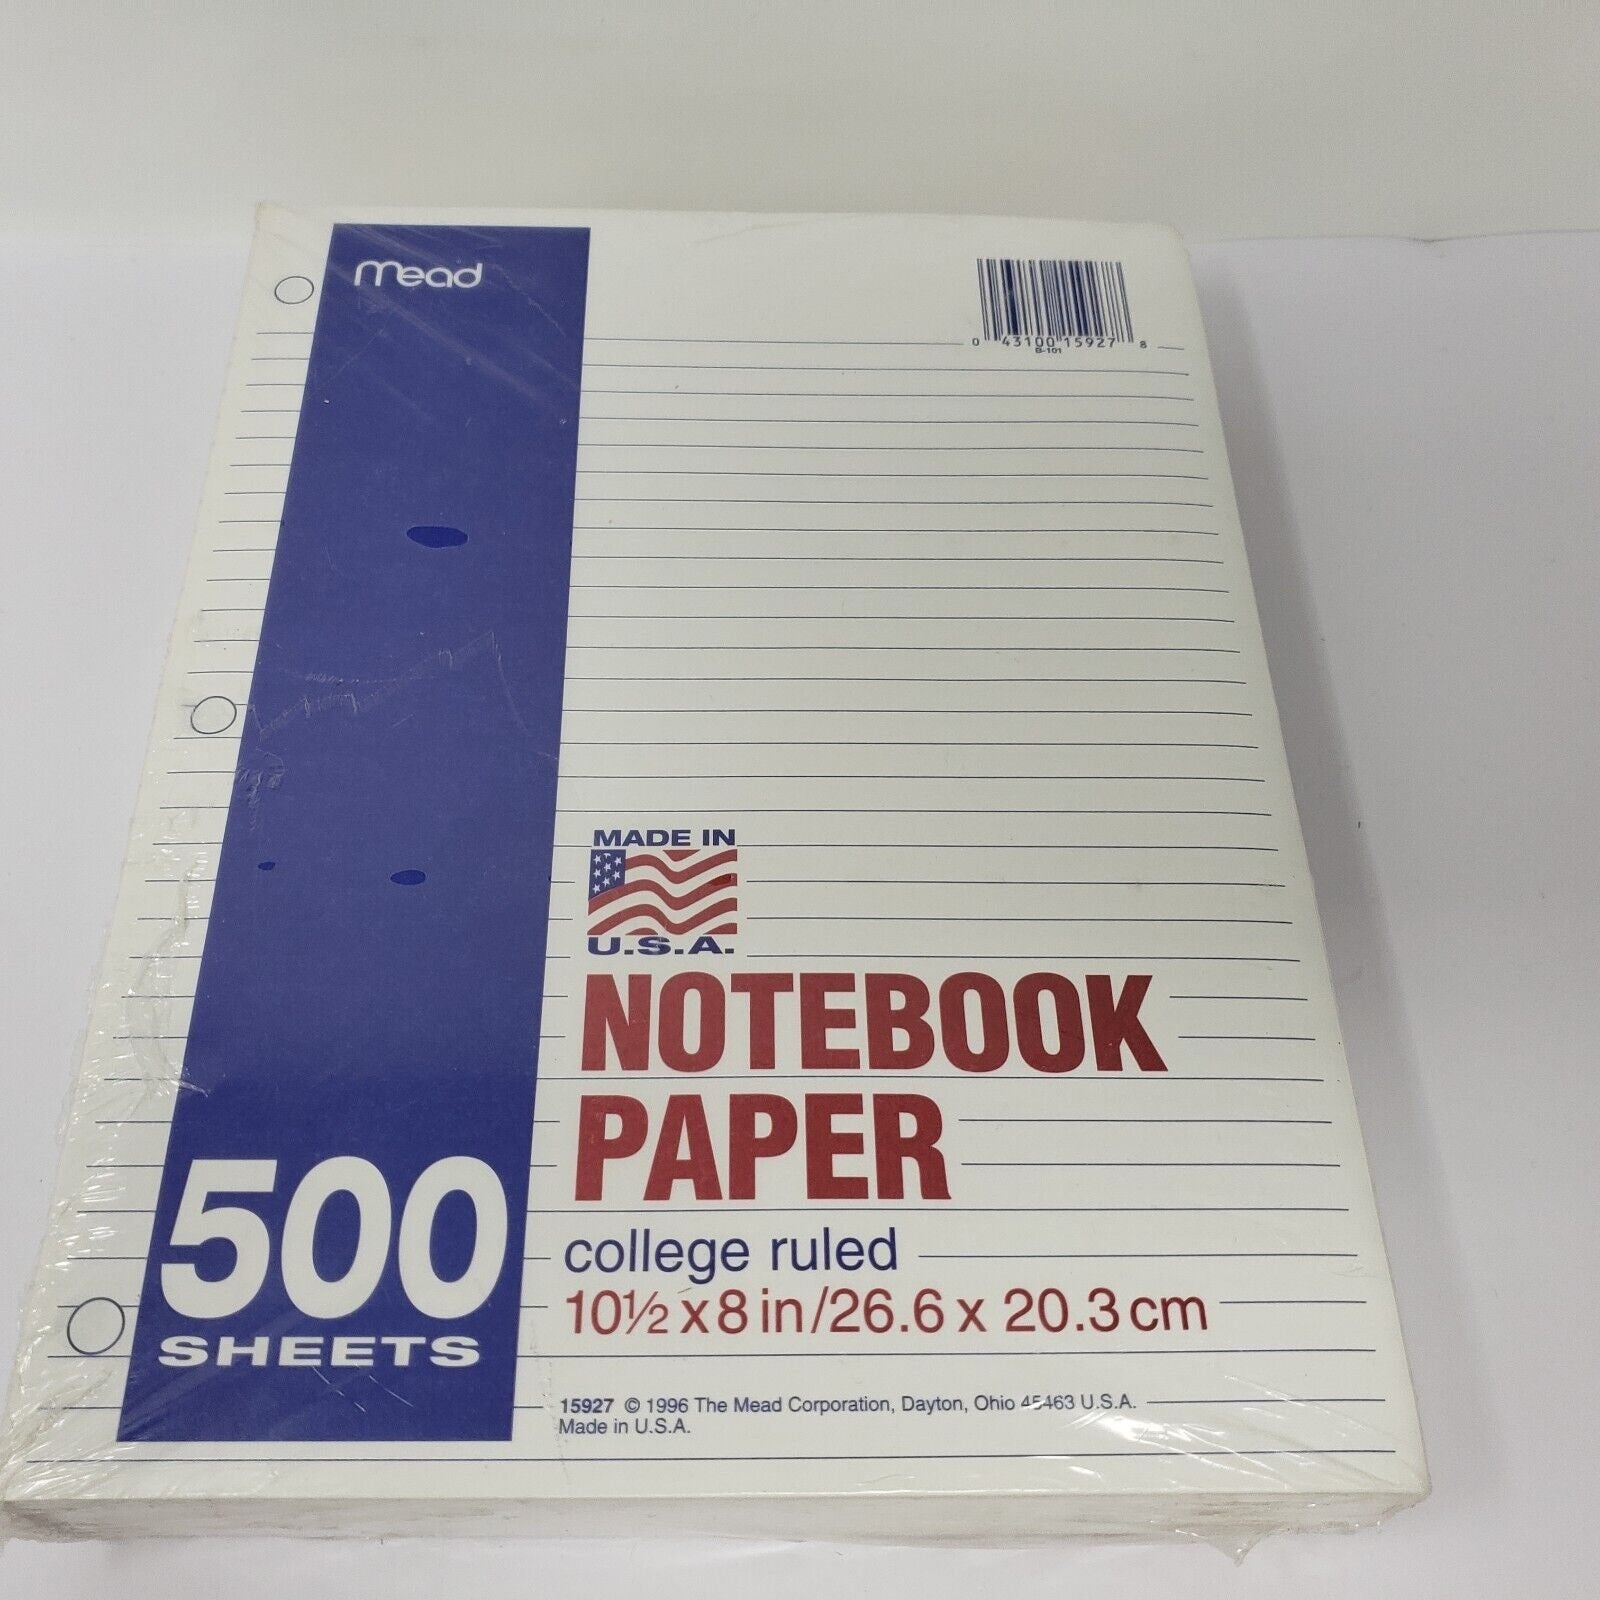 mead
0 43100 15927 8
B-101
MADE IN
U.S.A.
NOTEBOOK
PAPER
500
SHEETS
college ruled
10½ x 8 in/26.6 x 20.3 cm
15927 © 1996 The Mead Corporation, Dayton, Ohio 45463 U.S.A.
Made in U.S.A.